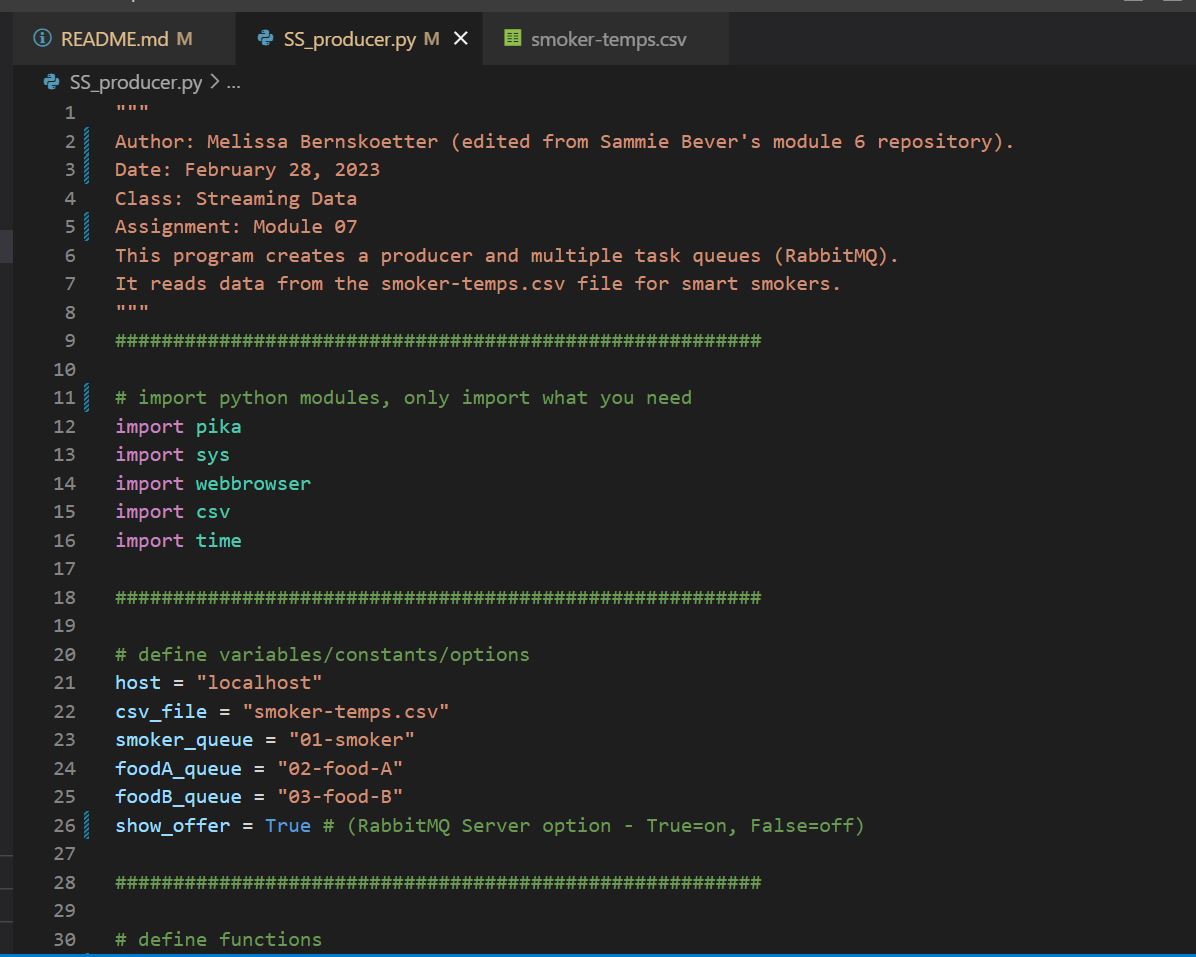 README.md M
SS_producer.py M
smoker-temps.csv
SS_producer.py > ...
1 """
2 Author: Melissa Bernskoetter (edited from Sammie Bever's module 6 repository).
3 Date: February 28, 2023
4 Class: Streaming Data
5 Assignment: Module 07
6 This program creates a producer and multiple task queues (RabbitMQ).
7 It reads data from the smoker-temps.csv file for smart smokers.
8 """
9 ########################################################
10
11 # import python modules, only import what you need
12 import pika
13 import sys
14 import webbrowser
15 import csv
16 import time
17
18 ########################################################
19
20 # define variables/constants/options
21 host = "localhost"
22 csv_file = "smoker-temps.csv"
23 smoker_queue = "01-smoker"
24 foodA_queue = "02-food-A"
25 foodB_queue = "03-food-B"
26 show_offer = True # (RabbitMQ Server option - True=on, False=off)
27
28 ########################################################
29
30 # define functions